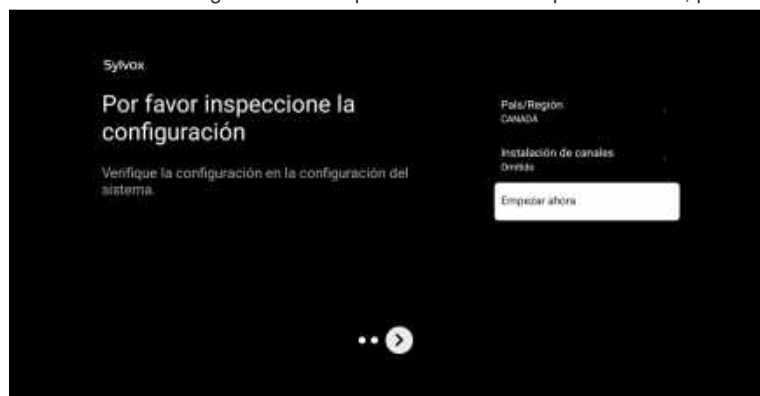 Sylvox
Por favor inspeccione la
configuración
Verifique la configuración en la configuración del
sistema.
País/Región
CANADÁ
Instalación de canales
Omitido
Empezar ahora